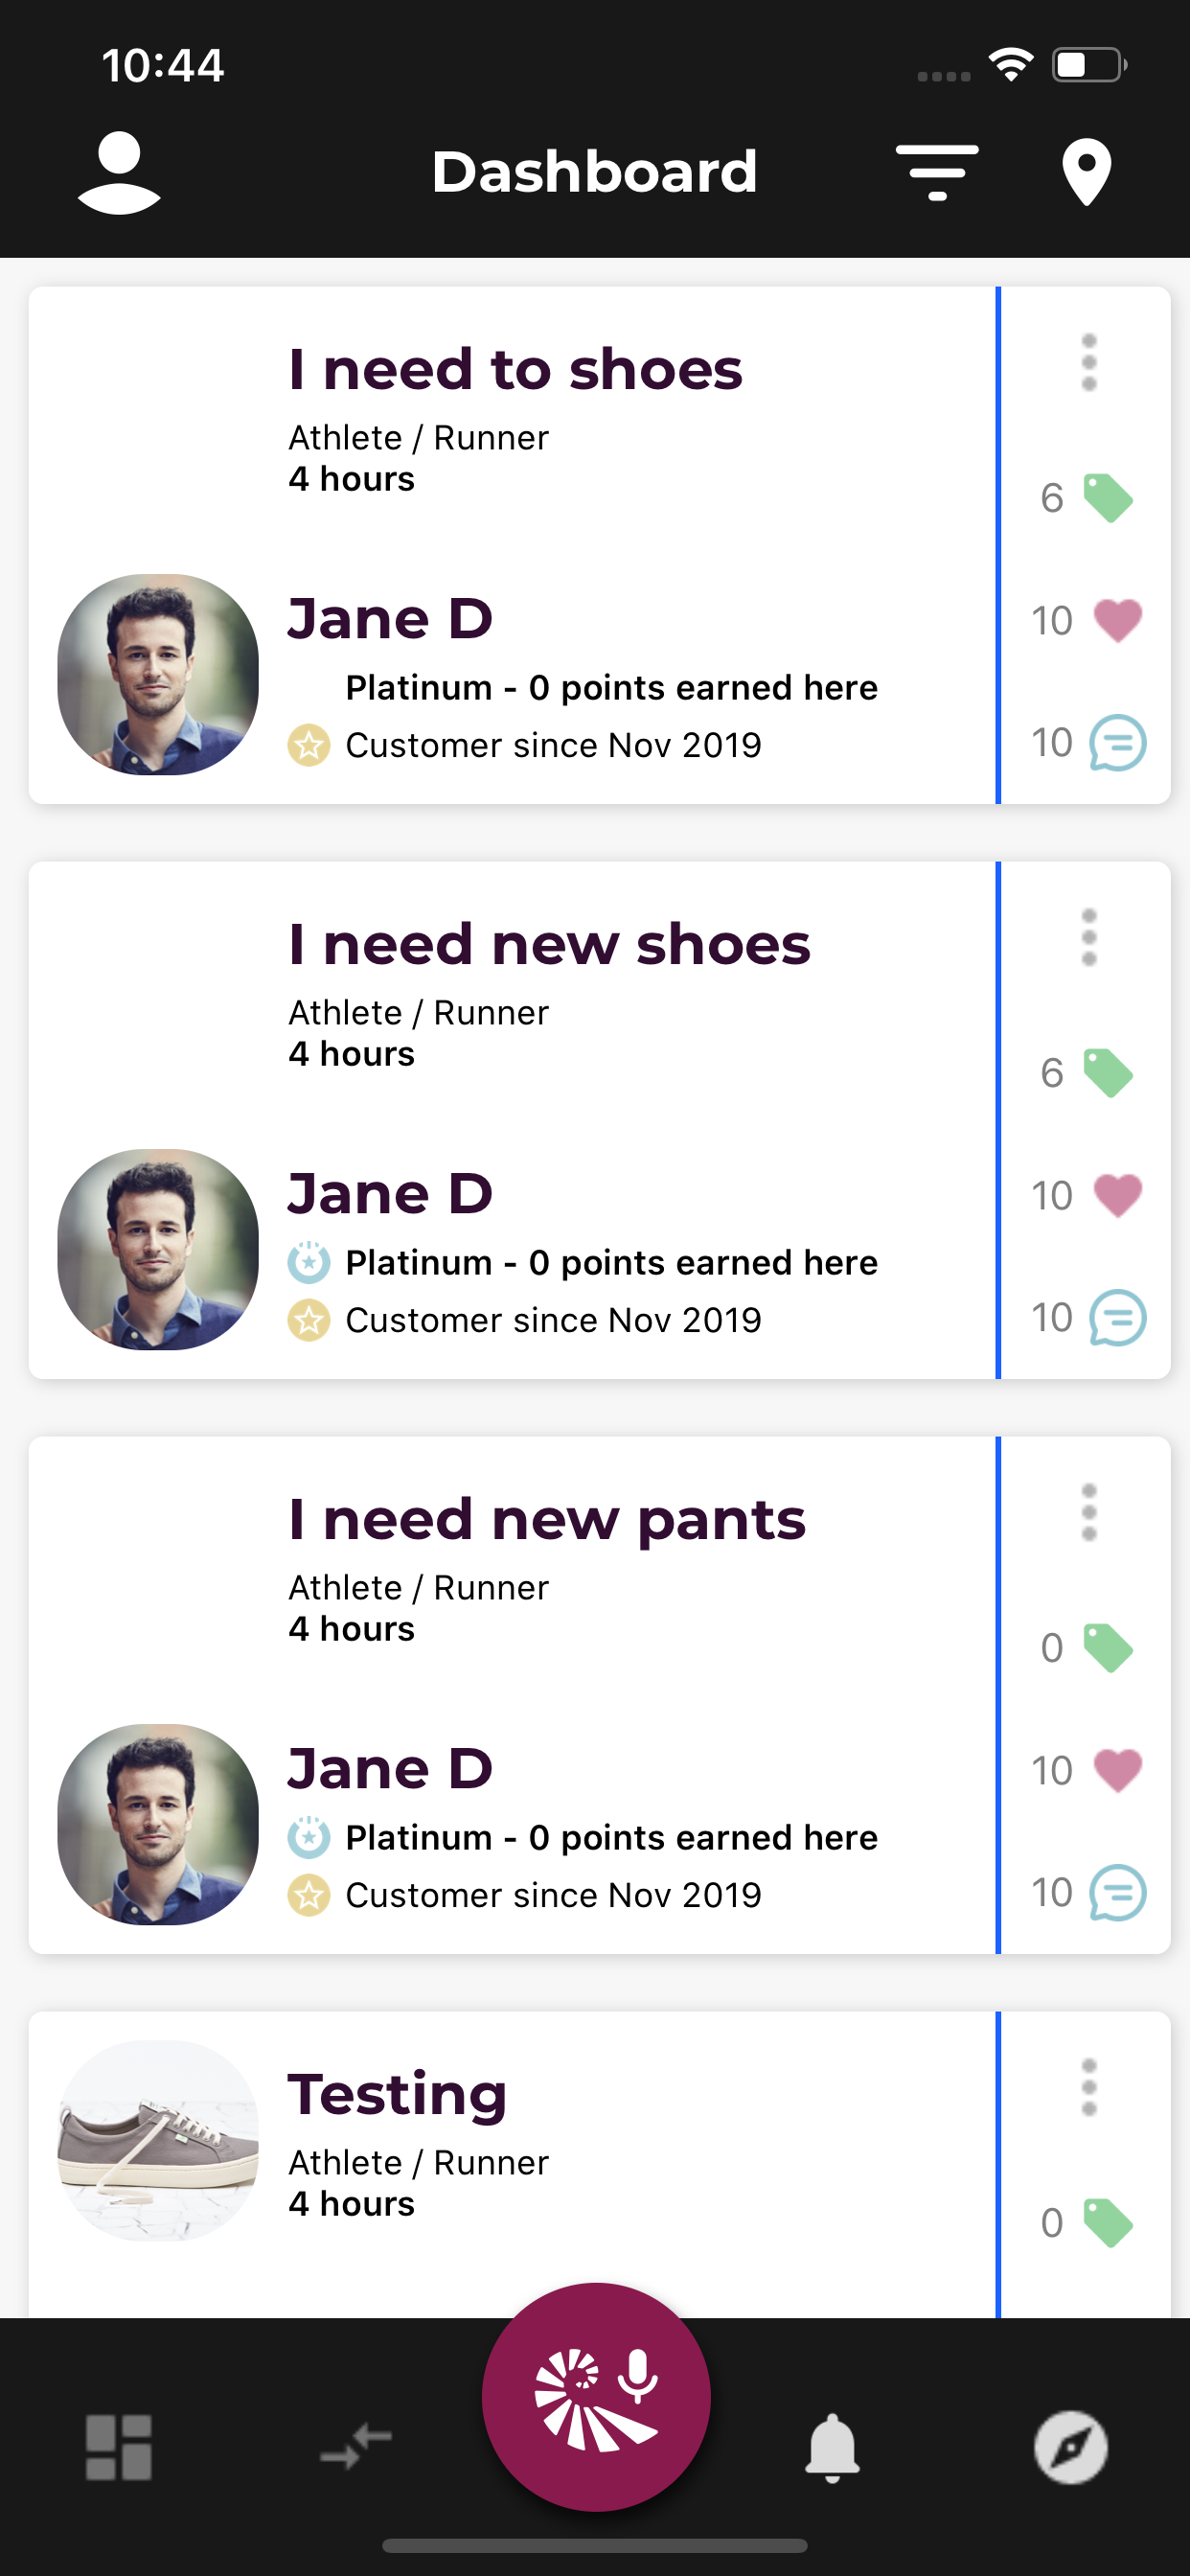 10:44
Dashboard
I need to shoes
Athlete / Runner
4 hours
6
Jane D
10
Platinum - 0 points earned here
Customer since Nov 2019
10
I need new shoes
Athlete / Runner
4 hours
6
Jane D
10
Platinum - 0 points earned here
Customer since Nov 2019
10
I need new pants
Athlete / Runner
4 hours
0
Jane D
10
Platinum - 0 points earned here
Customer since Nov 2019
10
Testing
Athlete / Runner
4 hours
0